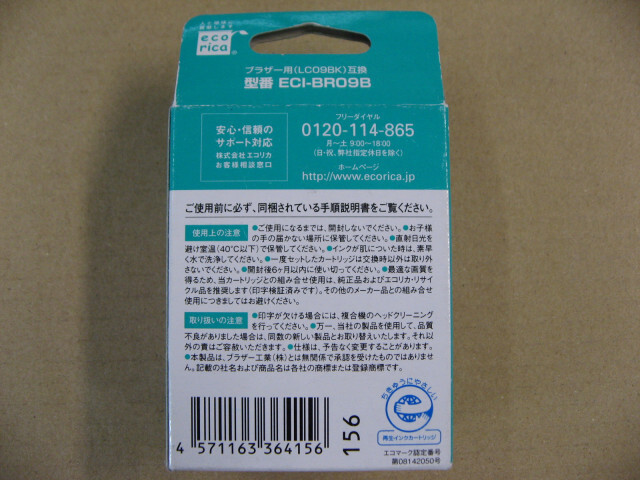 人と地球に
貢献します
eco
rica
ブラザー用(LC09BK)互換
型番 ECI-BR09B
安心・信頼の
サポート対応
株式会社エコリカ
お客様相談窓口
フリーダイヤル
0120-114-865
月〜土 9:00〜18:00
(日・祝、弊社指定休日を除く)
ホームページ
http://www.ecorica.jp
ご使用前に必ず、同梱されている手順説明書をご覧ください。
使用上の注意 ●ご使用になるまでは、開封しないでください。●お子様
の手の届かない場所に保管してください。●直射日光を
避け室温(40℃以下)で保管してください。●インクが肌についた時は、素早
く水で洗浄してください。●一度セットしたカートリッジは交換時以外は取り外
さないでください。●開封後6ヶ月以内に使い切ってください。●最適な画質を
得るため、当カートリッジとの組み合せ使用は、純正品およびエコリカ・リサイ
クル品を推奨します(印字検証済みです)。その他のメーカー品との組み合せ
使用につきましてはお避けください。
取り扱いの注意 ●印字が欠ける場合には、複合機のヘッドクリーニング
を行ってください。●万一、当社の製品を使用して、品質
不良がありました場合は、同数の新しい製品とお取り替えいたします。それ
以外の責はご容赦いただきます。●仕様は、予告なく変更することがあります。
●本製品は、ブラザー工業(株)とは無関係で承認を受けたものではありませ
ん。記載の社名および商品名は各社の商標または登録商標です。
4 571163 364156
156
ちきゅうにやさしい
再生インクカートリッジ
エコマーク認定番号
第08142050号